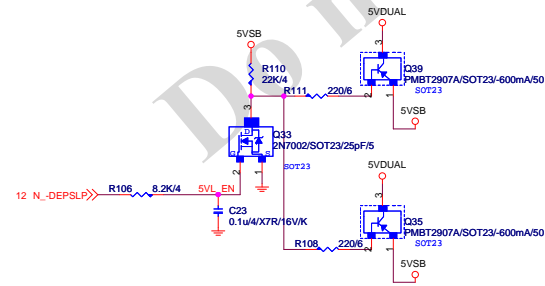 5VDUAL
5VSB
3
Q39
PMBT2907A/SOT23/-600mA/50
SOT23
R110
22K/4
R111
220/6
2
1
5VSB
3
Q33
2N7002/SOT23/25pF/5
D
G
S
SOT23
2
1
5VDUAL
12 N_-DEPSLP
R106
8.2K/4
5VL_EN
C23
0.1u/4/X7R/16V/K
3
Q35
PMBT2907A/SOT23/-600mA/50
SOT23
R108
220/6
2
1
5VSB
Do n